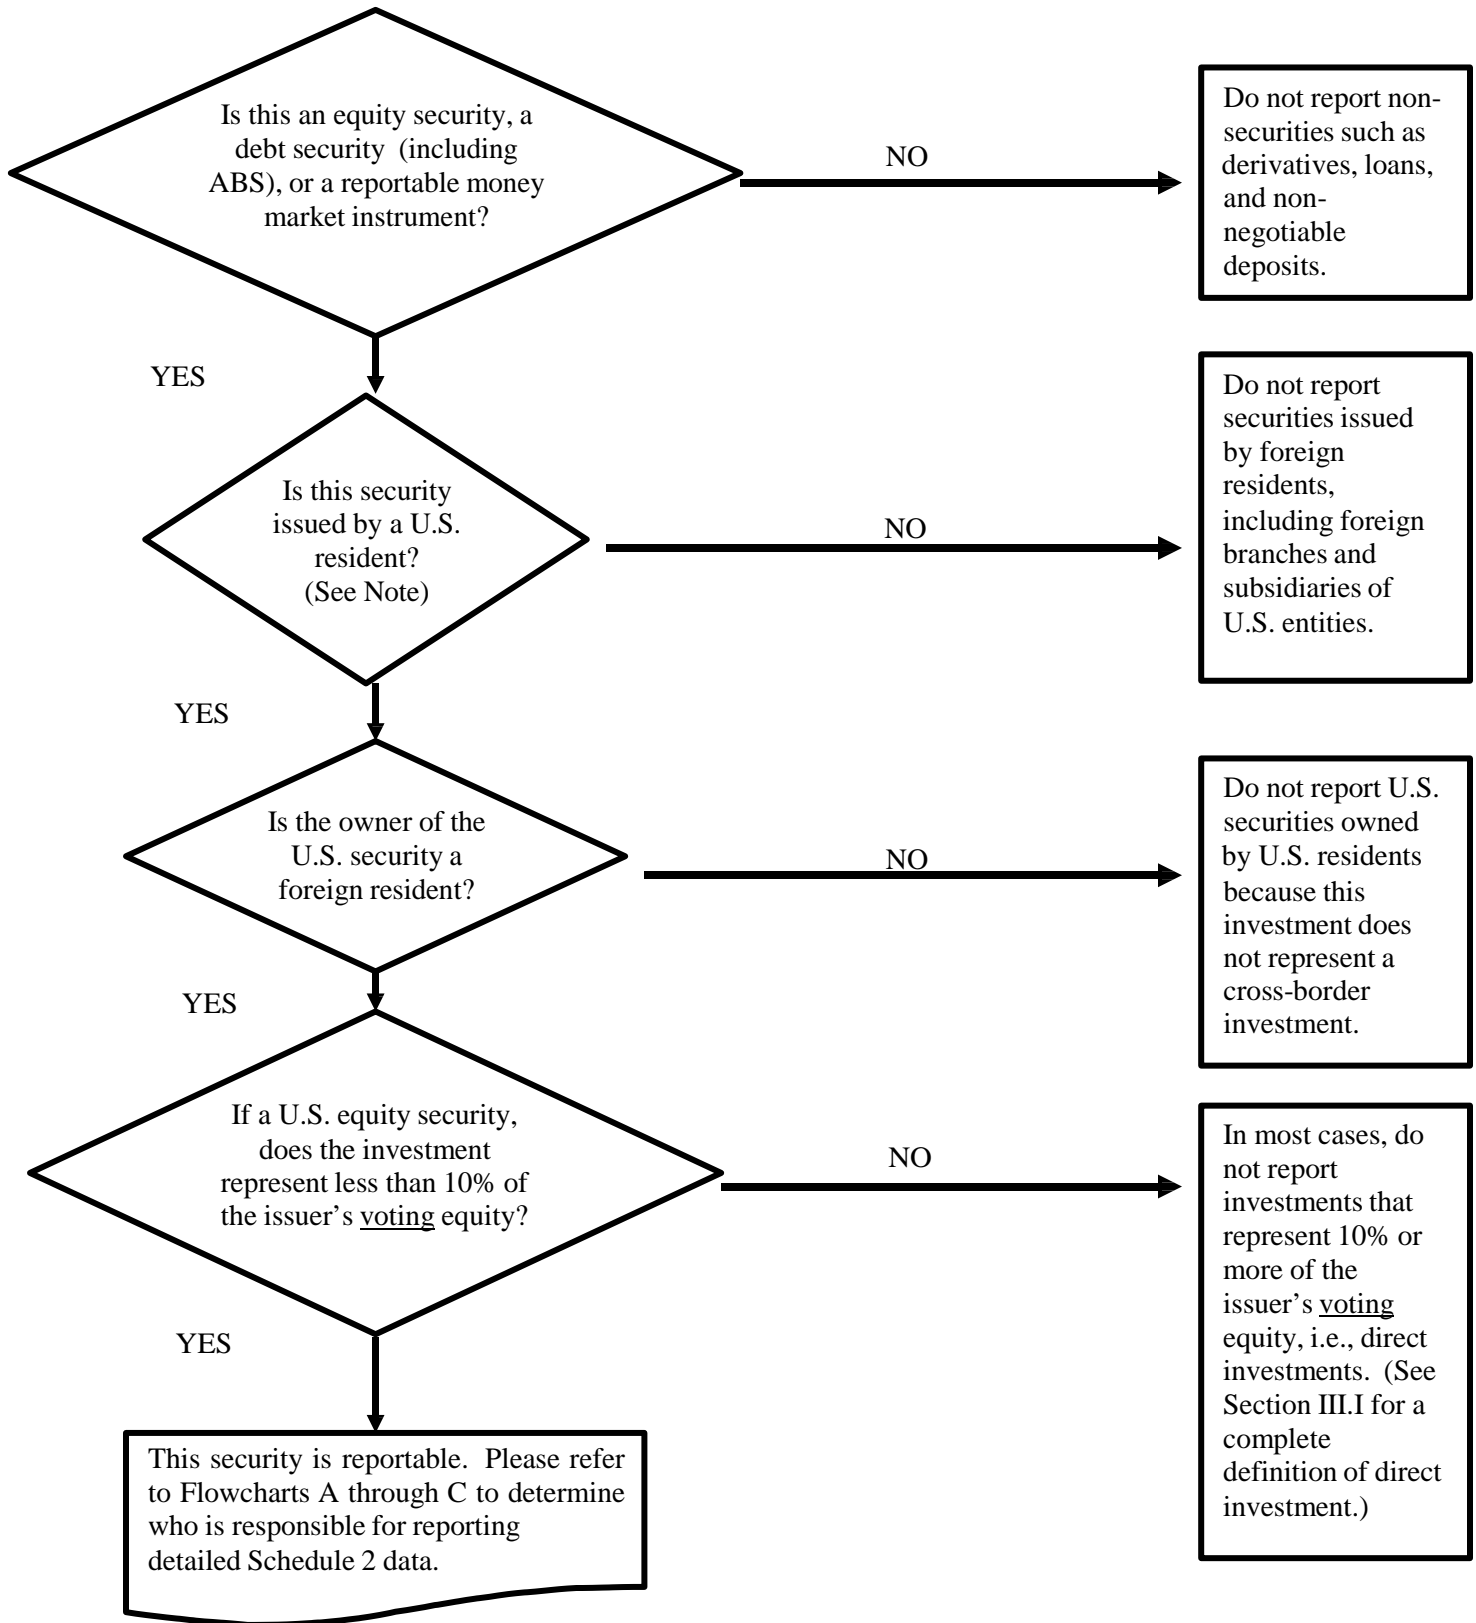 Is this an equity security, a
debt security  (including
ABS), or a reportable money
market instrument?
NO
Do not report non-
securities such as
derivatives, loans,
and non-
negotiable
deposits.
YES
Is this security
issued by a U.S.
resident?
(See Note)
NO
Do not report
securities issued
by foreign
residents,
including foreign
branches and
subsidiaries of
U.S. entities.
YES
Is the owner of the
U.S. security a
foreign resident?
NO
Do not report U.S.
securities owned
by U.S. residents
because this
investment does
not represent a
cross-border
investment.
YES
If a U.S. equity security,
does the investment
represent less than 10% of
the issuer's voting equity?
NO
In most cases, do
not report
investments that
represent 10% or
more of the
issuer's voting
equity, i.e., direct
investments.  (See
Section III.I for a
complete
definition of direct
investment.)
YES
This security is reportable.  Please refer
to Flowcharts A through C to determine
who is responsible for reporting
detailed Schedule 2 data.